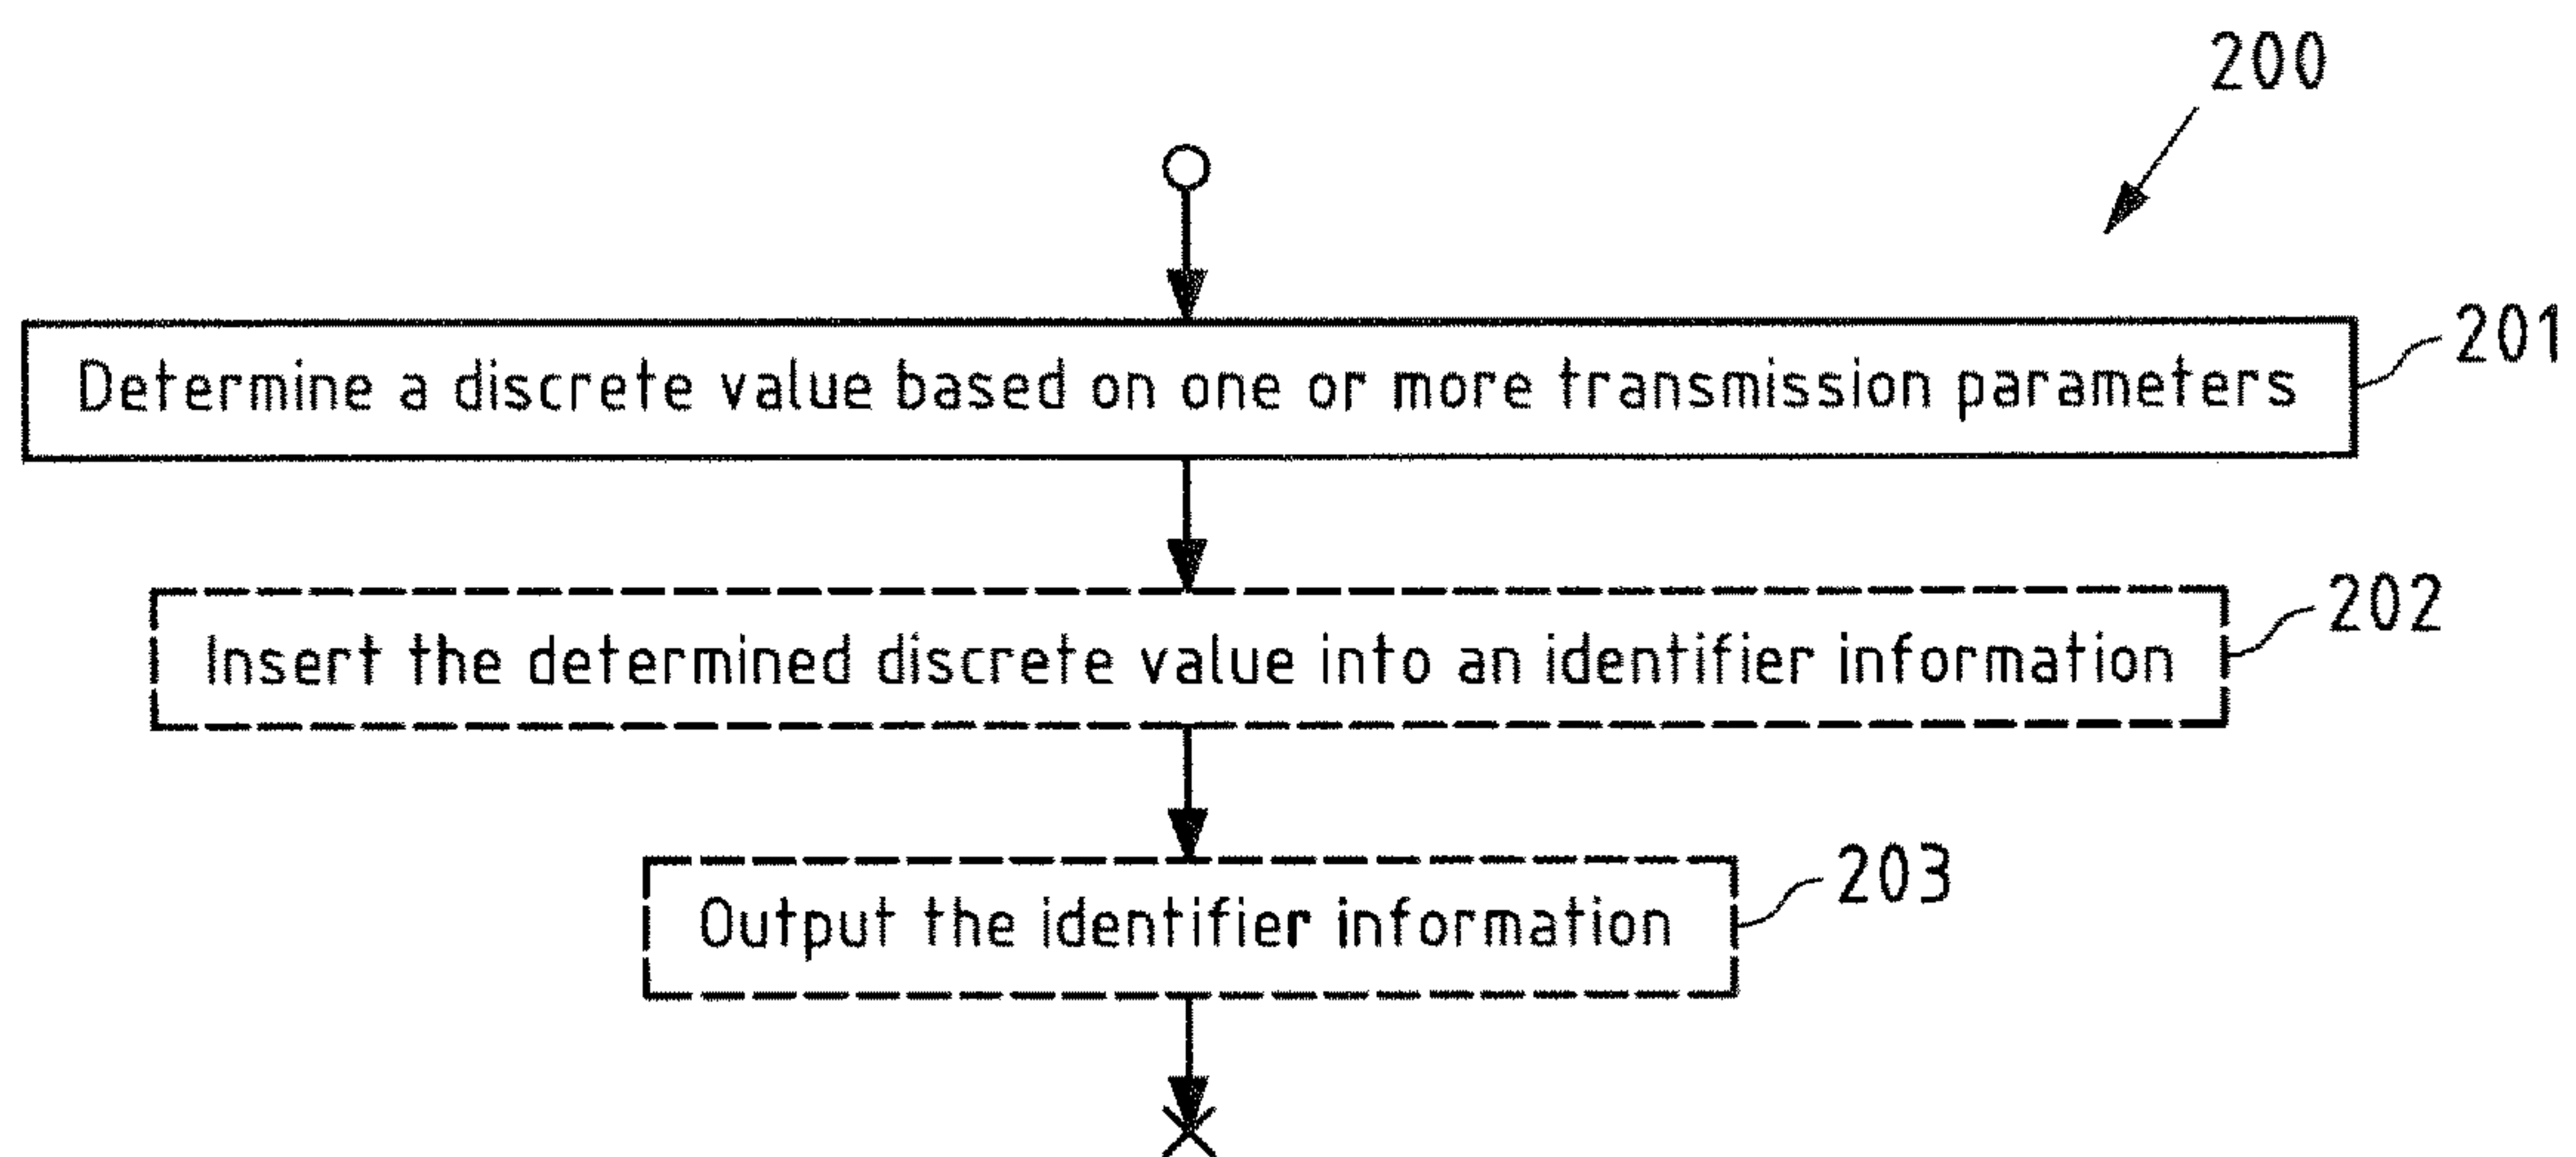 200
Determine a discrete value based on one or more transmission parameters
201
Insert the determined discrete value into an identifier information
202
Output the identifier information
203